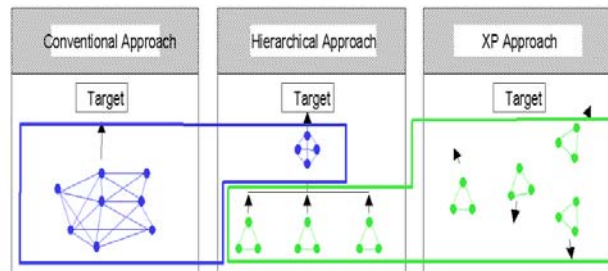 Conventional Approach
Hierarchical Approach
XP Approach
Target
Target
Target